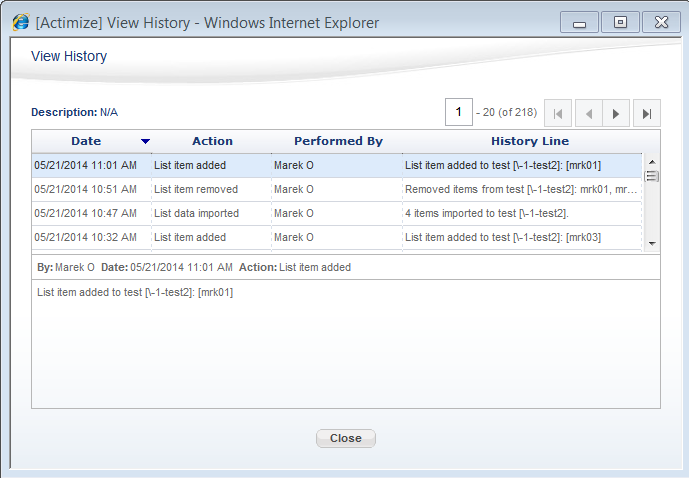 [Actimize] View History - Windows Internet Explorer
View History
Description: N/A
1 - 20 (of 218)
Date Action Performed By History Line
05/21/2014 11:01 AM List item added Marek O List item added to test [\-1-test2]: [mrk01]
05/21/2014 10:51 AM List item removed Marek O Removed items from test [\-1-test2]: mrk01, mr...
05/21/2014 10:47 AM List data imported Marek O 4 items imported to test [\-1-test2].
05/21/2014 10:32 AM List item added Marek O List item added to test [\-1-test2]: [mrk03]
By: Marek O Date: 05/21/2014 11:01 AM Action: List item added
List item added to test [\-1-test2]: [mrk01]
Close